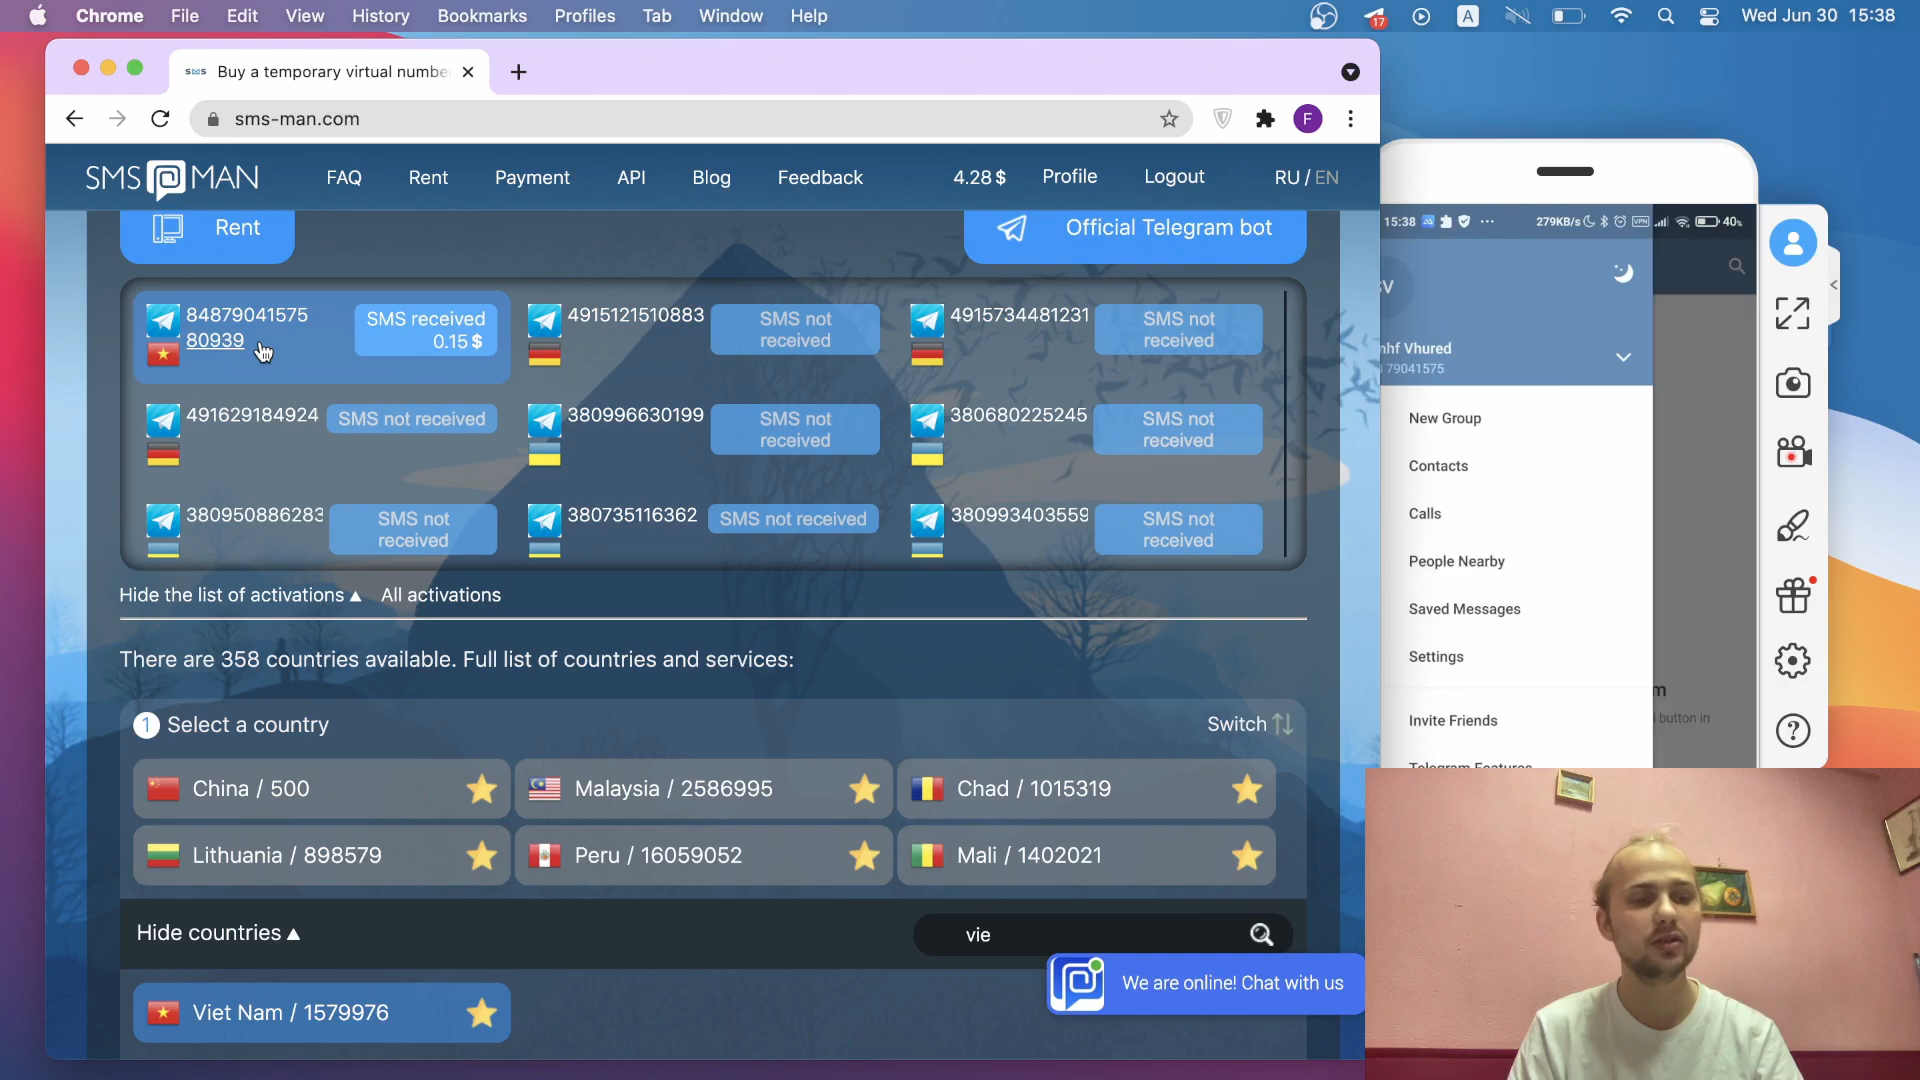 Chrome File Edit View History Bookmarks Profiles Tab Window Help
17 A Wed Jun 30 15:38
Buy a temporary virtual numbe
sms-man.com
F
SMS MAN FAQ Rent Payment API Blog Feedback 4.28 $ Profile Logout RU / EN
Rent
Official Telegram bot
84879041575
80939
SMS received
0.15 $
4915121510883
SMS not
received
4915734481231
SMS not
received
491629184924
SMS not received
380996630199
SMS not
received
380680225245
SMS not
received
380950886283
SMS not
received
380735116362
SMS not received
380993403559
SMS not
received
Hide the list of activations ▲ All activations
There are 358 countries available. Full list of countries and services:
1 Select a country
Switch
China / 500
Malaysia / 2586995
Chad / 1015319
Lithuania / 898579
Peru / 16059052
Mali / 1402021
Hide countries ▲
vie
Viet Nam / 1579976
We are online! Chat with us
15:38 279KB/s VPN 40%
nhf Vhured
79041575
New Group
Contacts
Calls
People Nearby
Saved Messages
Settings
Invite Friends
Telegram Features
m
button in